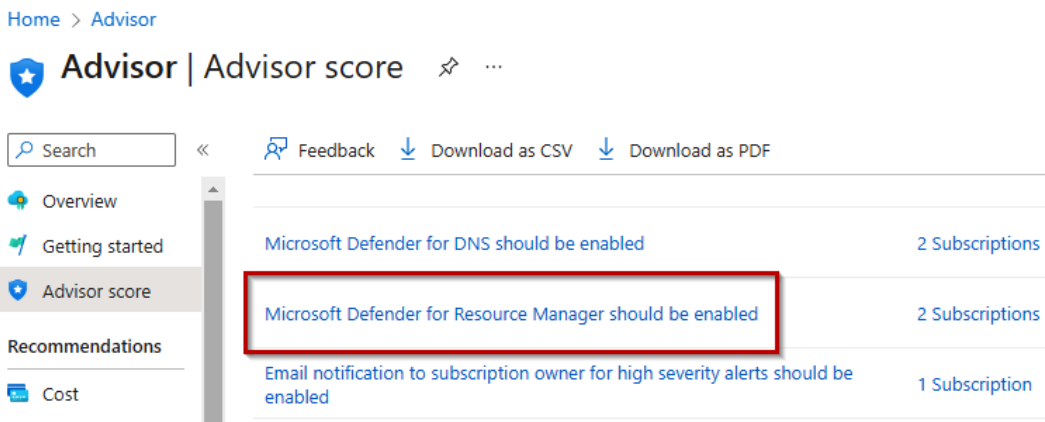 Home > Advisor
Advisor | Advisor score ...
Search «
Feedback Download as CSV Download as PDF
Overview
Getting started
Advisor score
Recommendations
Cost
Microsoft Defender for DNS should be enabled 2 Subscriptions
Microsoft Defender for Resource Manager should be enabled 2 Subscriptions
Email notification to subscription owner for high severity alerts should be
enabled
1 Subscription